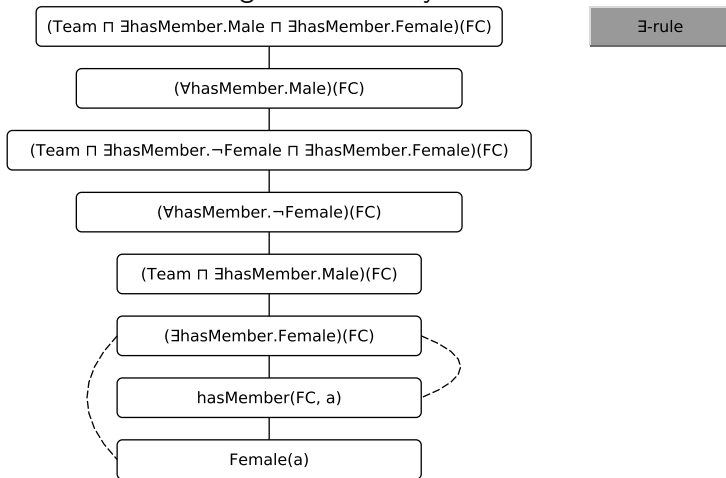 (Team ⊓ ∃hasMember.Male ⊓ ∃hasMember.Female)(FC)
∃-rule
(∀hasMember.Male)(FC)
(Team ⊓ ∃hasMember.¬Female ⊓ ∃hasMember.Female)(FC)
(∀hasMember.¬Female)(FC)
(Team ⊓ ∃hasMember.Male)(FC)
(∃hasMember.Female)(FC)
hasMember(FC, a)
Female(a)